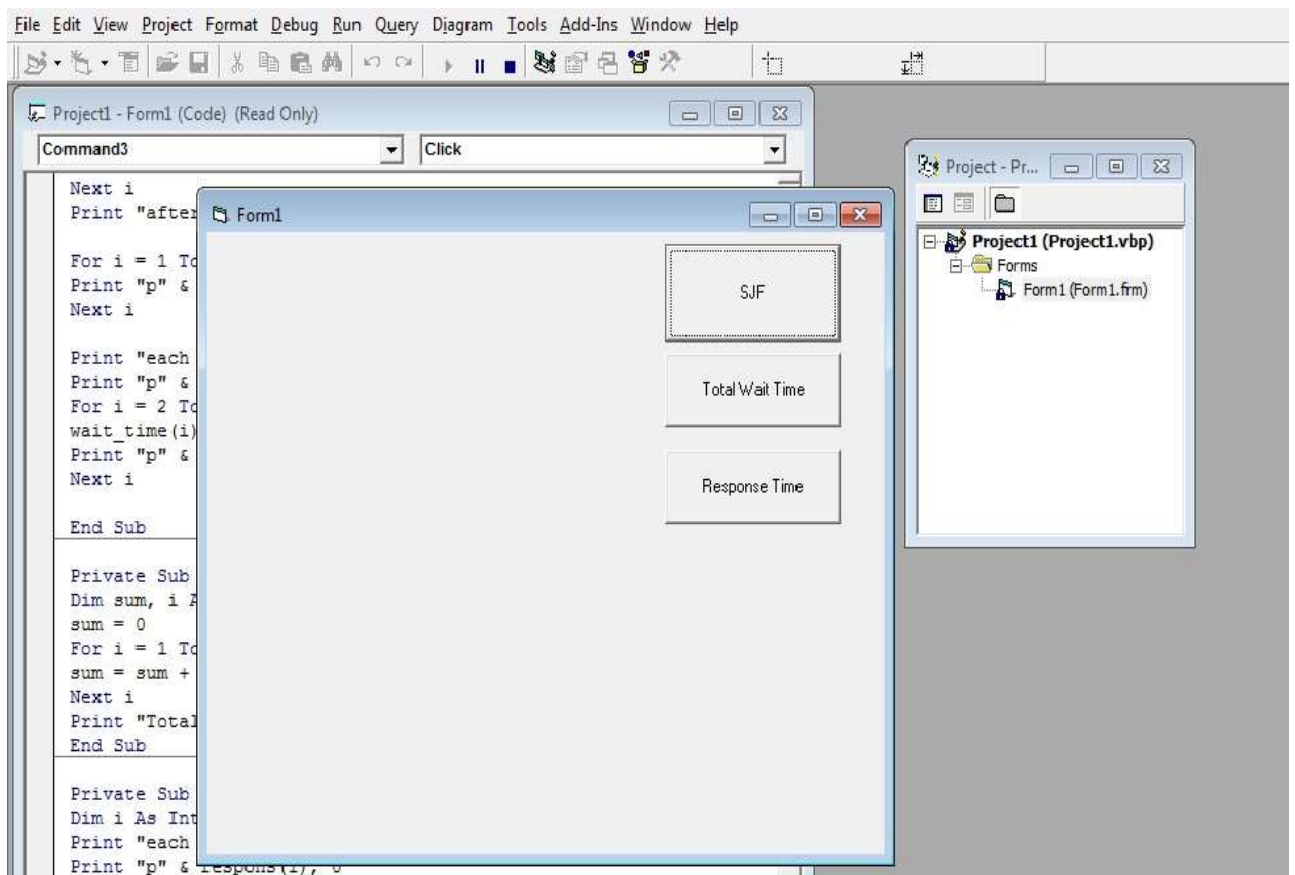 File Edit View Project Format Debug Run Query Diagram Tools Add-Ins Window Help
Project1 - Form1 (Code) (Read Only)
Command3 Click
Next i
Print "after
For i = 1 To
Print "p" &
Next i
Print "each
Print "p" &
For i = 2 To
wait_time(i)
Print "p" &
Next i
End Sub
Private Sub
Dim sum, i A
sum = 0
For i = 1 To
sum = sum +
Next i
Print "Total
End Sub
Private Sub
Dim i As Int
Print "each
Print "p" & respons(i), 0
Form1
SJF
Total Wait Time
Response Time
Project - Pr...
Project1 (Project1.vbp)
Forms
Form1 (Form1.frm)